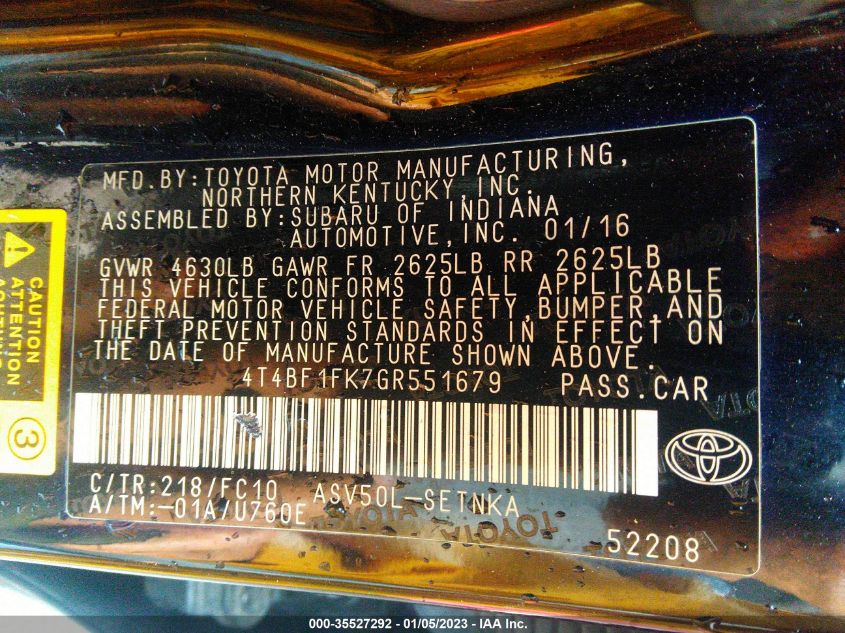 MFD.BY:TOYOTA MOTOR MANUFACTURING,
NORTHERN KENTUCKY,INC.
ASSEMBLED BY:SUBARU OF INDIANA
AUTOMOTIVE,INC. 01/16
GVWR 4630LB GAWR FR 2625LB RR 2625LB
THIS VEHICLE CONFORMS TO ALL APPLICABLE
FEDERAL MOTOR VEHICLE SAFETY,BUMPER,AND
THEFT PREVENTION STANDARDS IN EFFECT ON
THE DATE OF MANUFACTURE SHOWN ABOVE.
4T4BF1FK7GR551679 PASS.CAR
C/TR:218/FC10 ASV50L-SETNKA
A/TM:-01A/U760E
52208
TOYOTA
CAUTION
ATTENTION
3
000-35527292 - 01/05/2023 - IAA Inc.